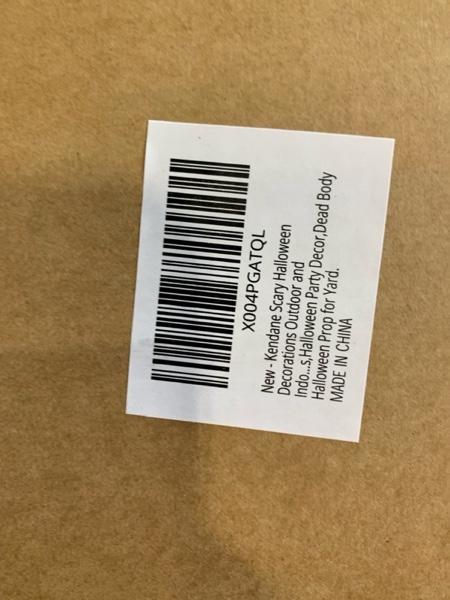 X004PGATQL
New - Kendane Scary Halloween
Decorations Outdoor and
Indo...s,Halloween Party Decor,Dead Body
Halloween Prop for Yard.
MADE IN CHINA